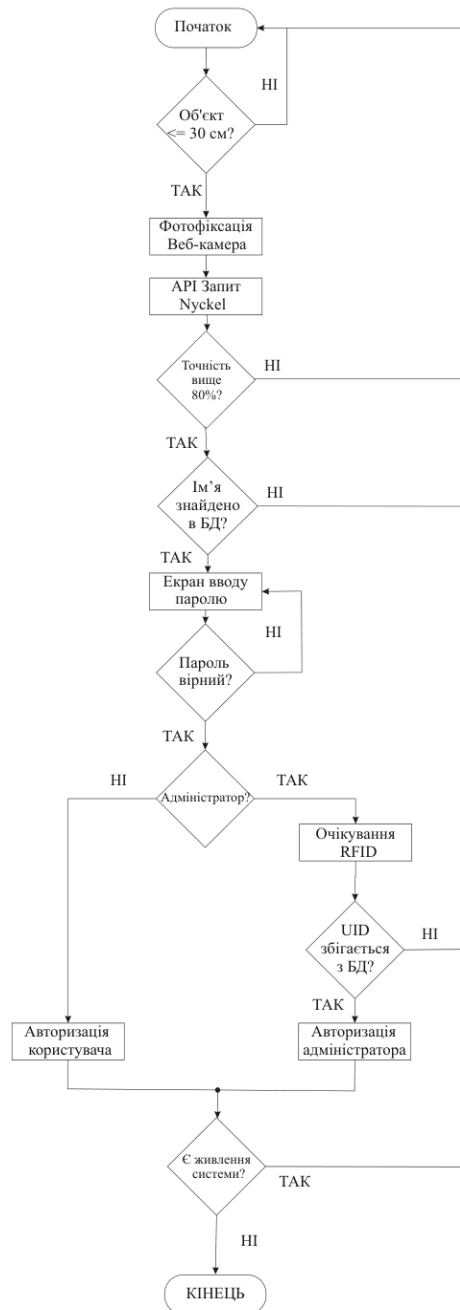 Початок
НІ
Об'єкт
<= 30 см?
ТАК
Фотофіксація
Веб-камера
API Запит
Nyckel
Точність
вище
80%?
НІ
ТАК
Ім’я
знайдено
в БД?
НІ
ТАК
Екран вводу
паролю
НІ
Пароль
вірний?
ТАК
НІ
Адміністратор?
ТАК
Очікування
RFID
UID
збігається
з БД?
НІ
ТАК
Авторизація
користувача
Авторизація
адміністратора
Є живлення
системи?
ТАК
НІ
КІНЕЦЬ